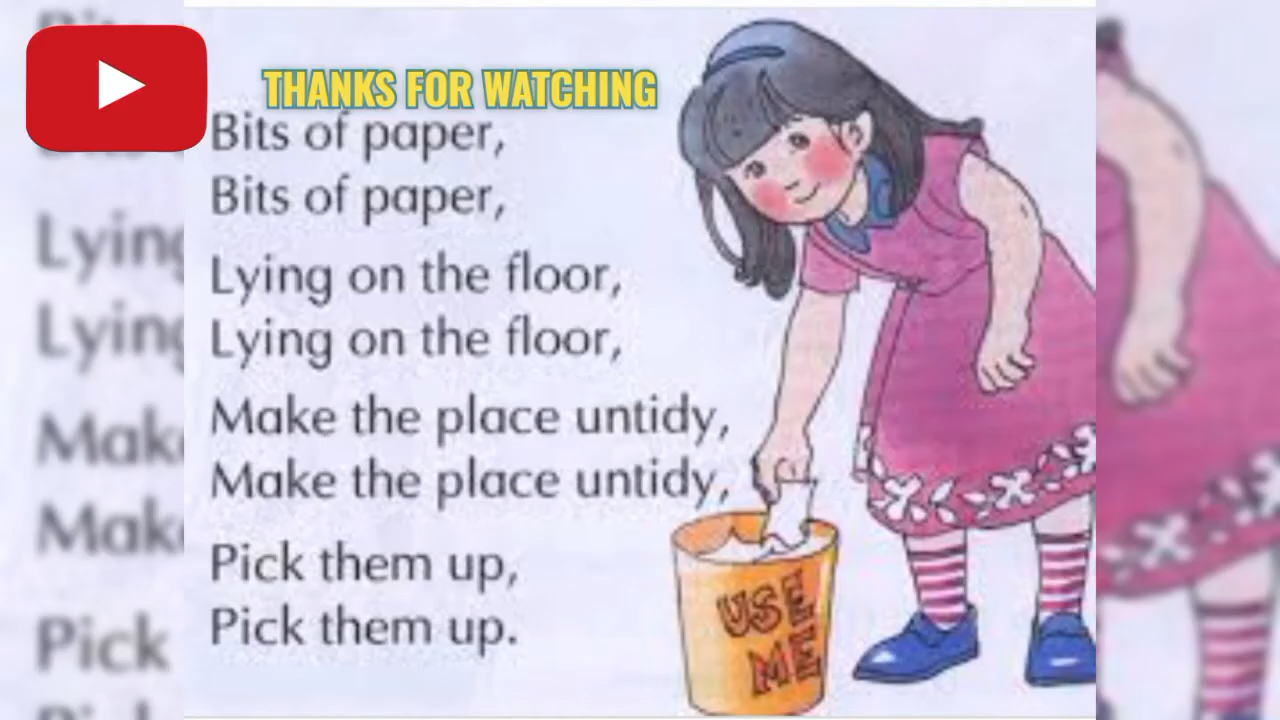 THANKS FOR WATCHING
Bits of paper,
Bits of paper,
Lying on the floor,
Lying on the floor,
Make the place untidy,
Make the place untidy,
Pick them up,
Pick them up.
USE
ME